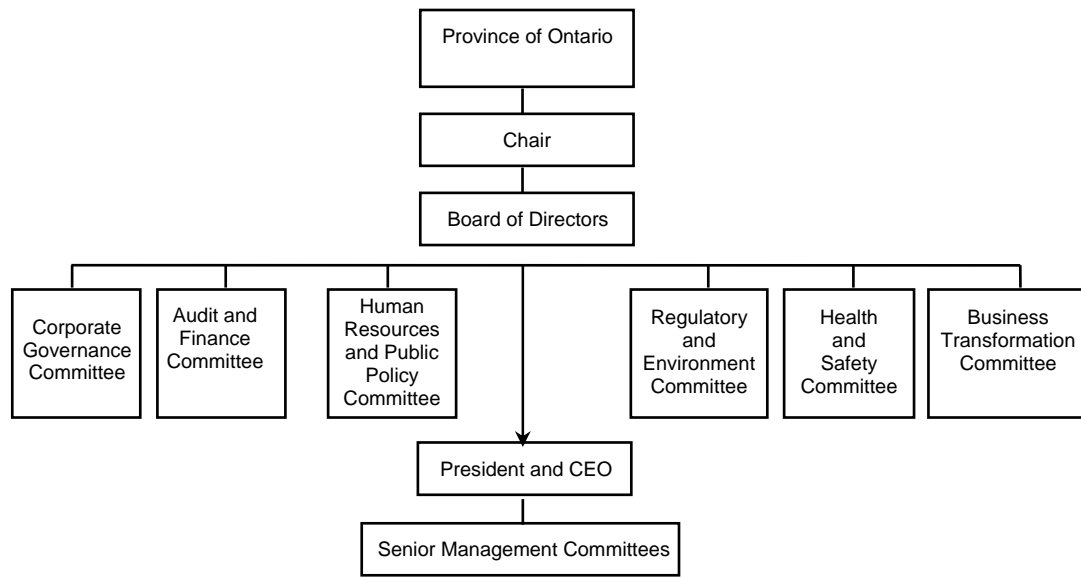 Province of Ontario
Chair
Board of Directors
Corporate
Governance
Committee
Audit and
Finance
Committee
Human
Resources
and Public
Policy
Committee
Regulatory
and
Environment
Committee
Health
and
Safety
Committee
Business
Transformation
Committee
President and CEO
Senior Management Committees